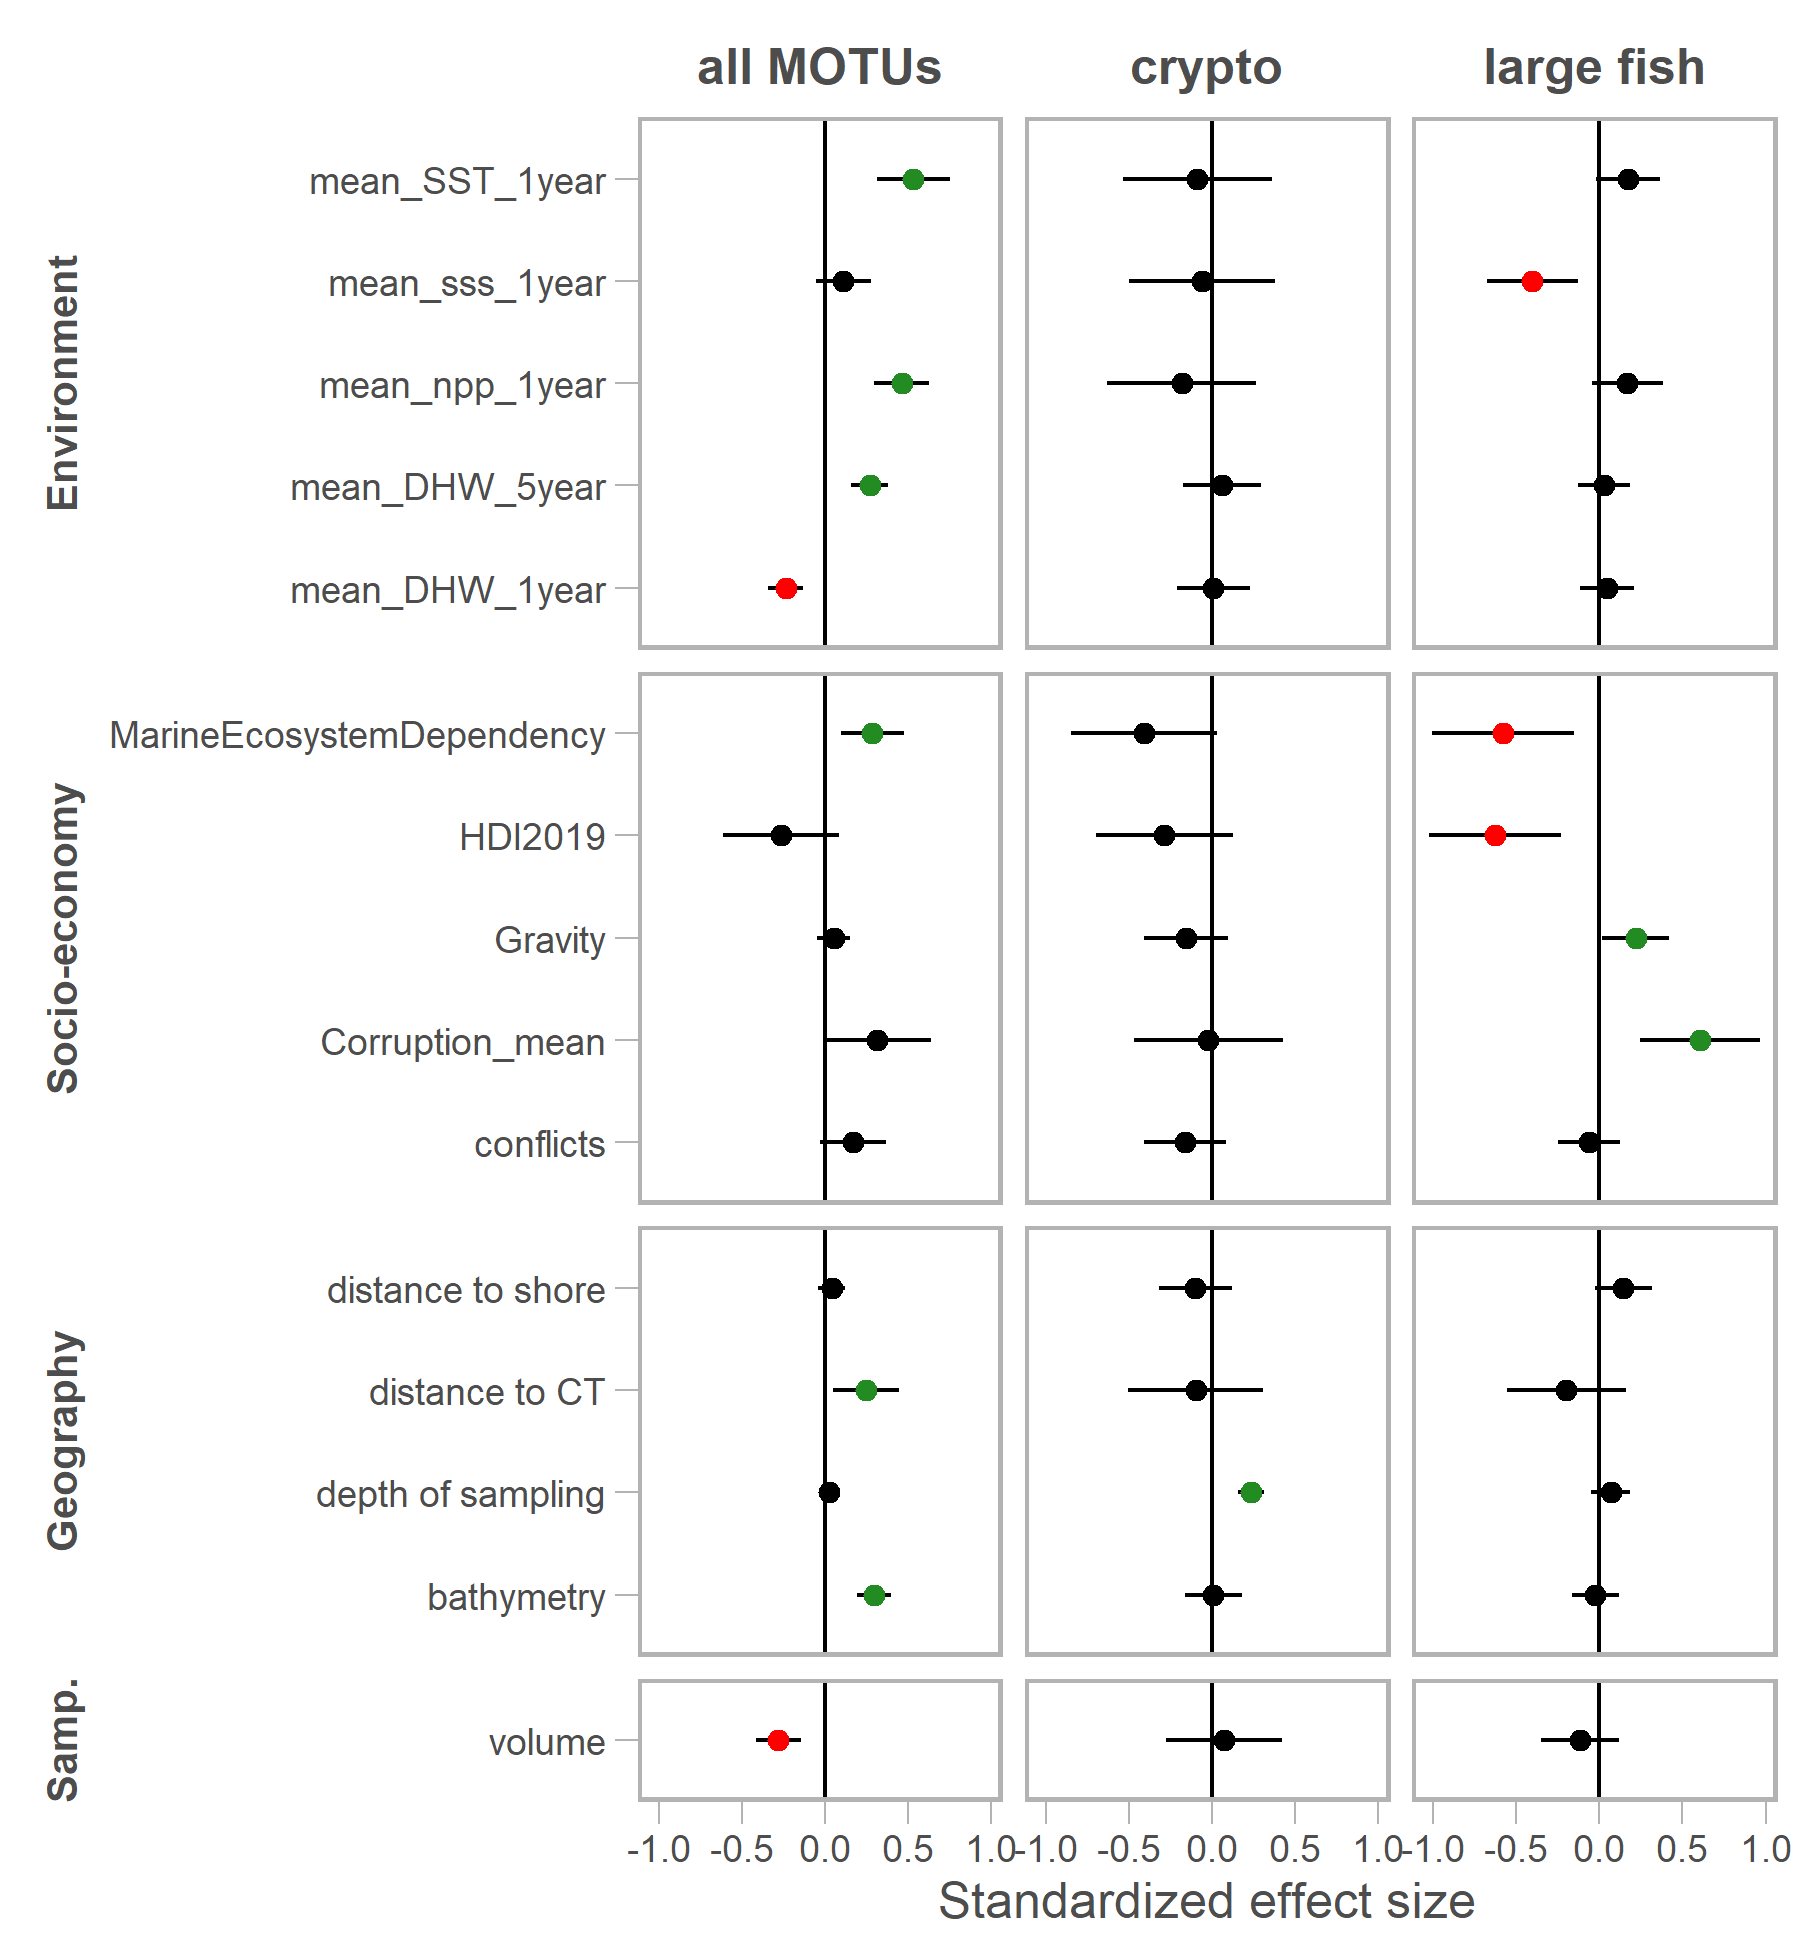 all MOTUs crypto large fish
Environment
mean_SST_1year
mean_sss_1year
mean_npp_1year
mean_DHW_5year
mean_DHW_1year
Socio-economy
MarineEcosystemDependency
HDI2019
Gravity
Corruption_mean
conflicts
Geography
distance to shore
distance to CT
depth of sampling
bathymetry
Samp.
volume
-1.0 -0.5 0.0 0.5 1.0 -1.0 -0.5 0.0 0.5 1.0 -1.0 -0.5 0.0 0.5 1.0
Standardized effect size